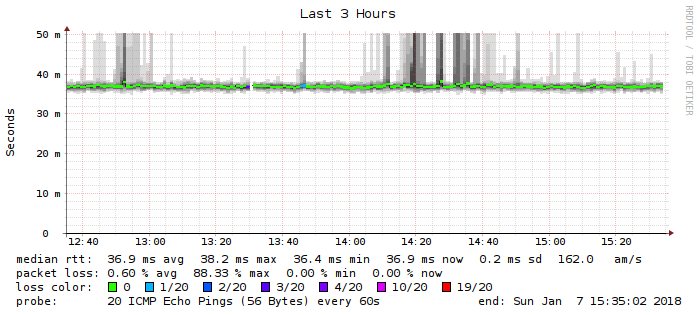 Last 3 Hours
RRDTOOL / TOBI OETIKER
Seconds
50 m
40 m
30 m
20 m
10 m
0
12:40 13:00 13:20 13:40 14:00 14:20 14:40 15:00 15:20
median rtt: 36.9 ms avg 38.2 ms max 36.4 ms min 36.9 ms now 0.2 ms sd 162.0 am/s
packet loss: 0.60 % avg 88.33 % max 0.00 % min 0.00 % now
loss color: 0 1/20 2/20 3/20 4/20 10/20 19/20
probe: 20 ICMP Echo Pings (56 Bytes) every 60s end: Sun Jan 7 15:35:02 2018